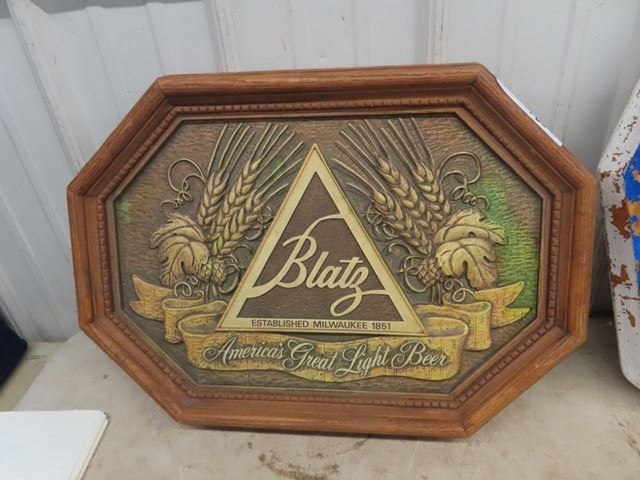 Blatz
ESTABLISHED MILWAUKEE 1851
America's Great Light Beer